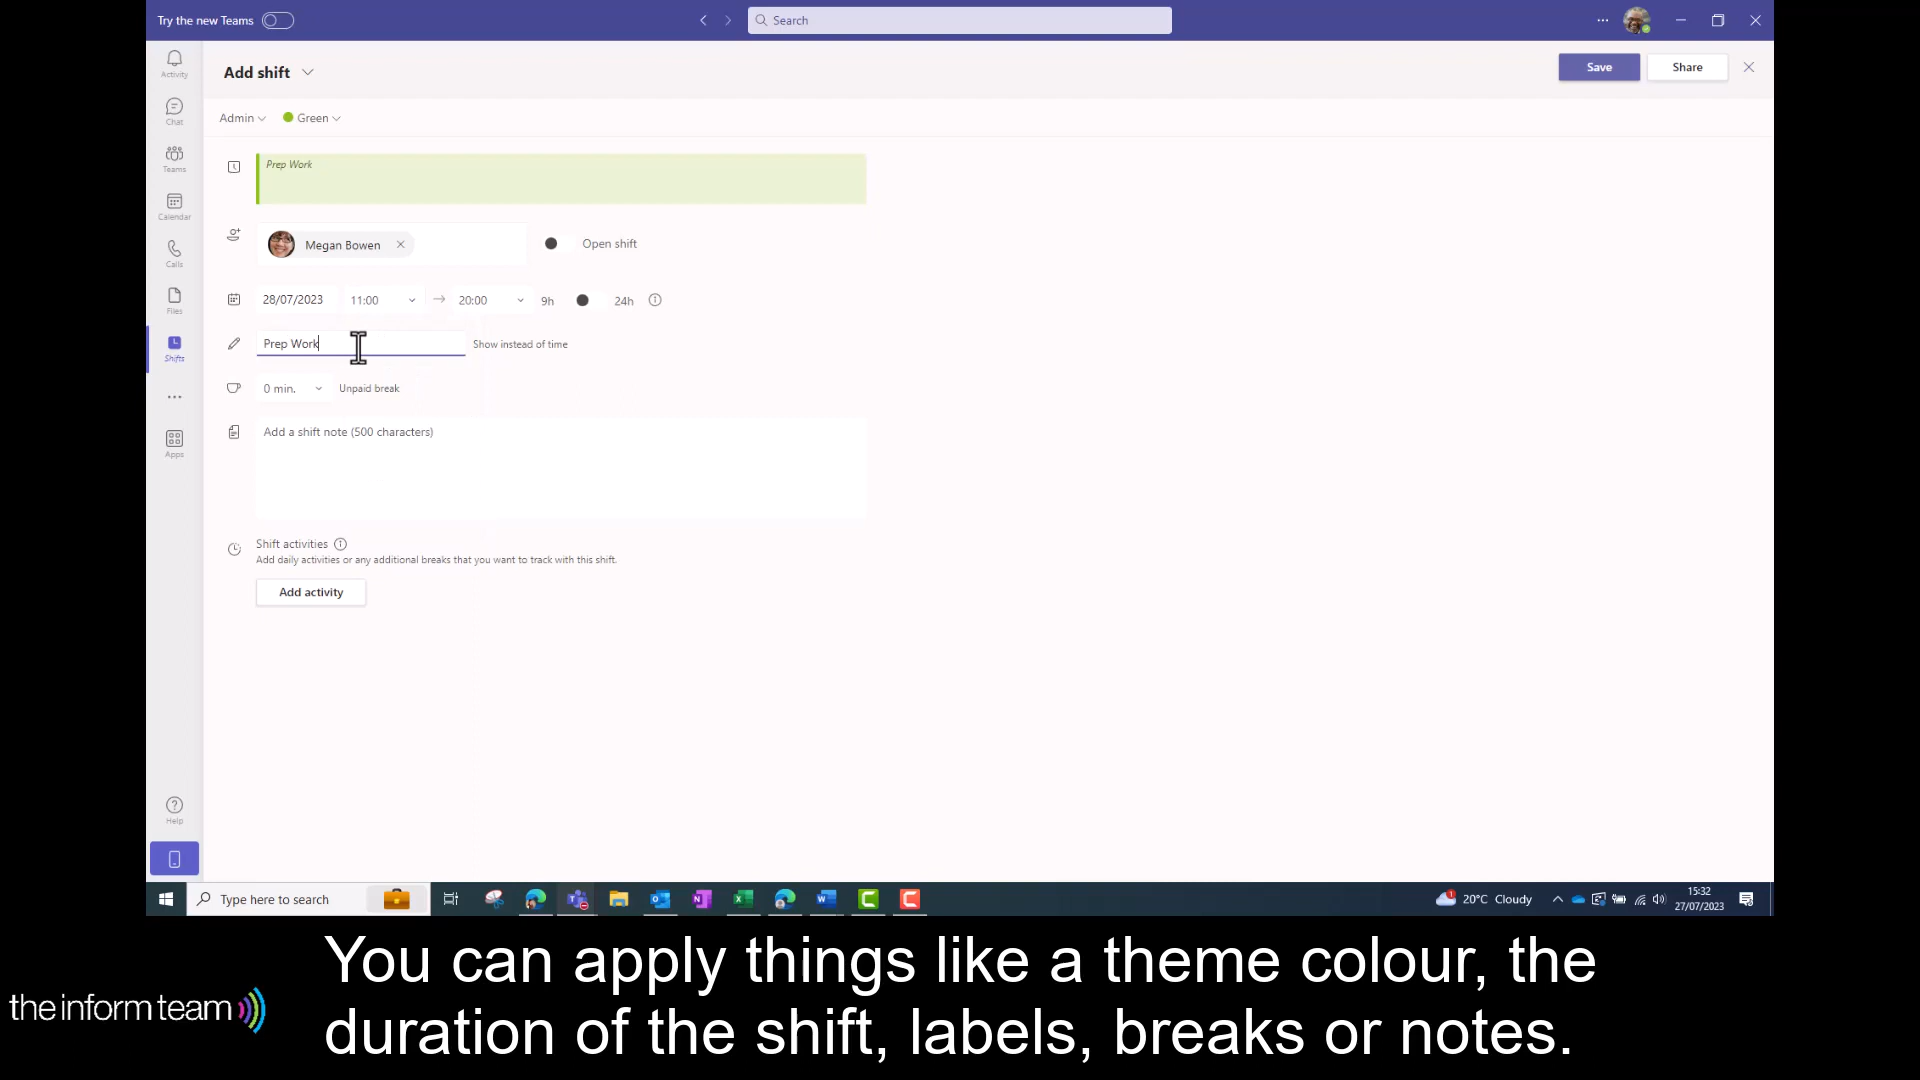 Try the new Teams
Search
Activity
Chat
Teams
Calendar
Calls
Files
Shifts
Apps
Help
Add shift
Save
Share
Admin
Green
Prep Work
Megan Bowen
Open shift
28/07/2023
11:00
20:00
9h
24h
Prep Work
Show instead of time
0 min.
Unpaid break
Add a shift note (500 characters)
Shift activities
Add daily activities or any additional breaks that you want to track with this shift.
Add activity
Type here to search
1
20°C Cloudy
15:32
27/07/2023
the inform team
You can apply things like a theme colour, the
duration of the shift, labels, breaks or notes.